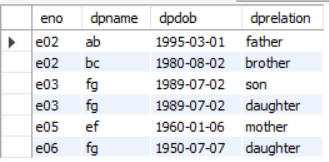 eno dpname dpdob dprelation
e02 ab 1995-03-01 father
e02 bc 1980-08-02 brother
e03 fg 1989-07-02 son
e03 fg 1989-07-02 daughter
e05 ef 1960-01-06 mother
e06 fg 1950-07-07 daughter